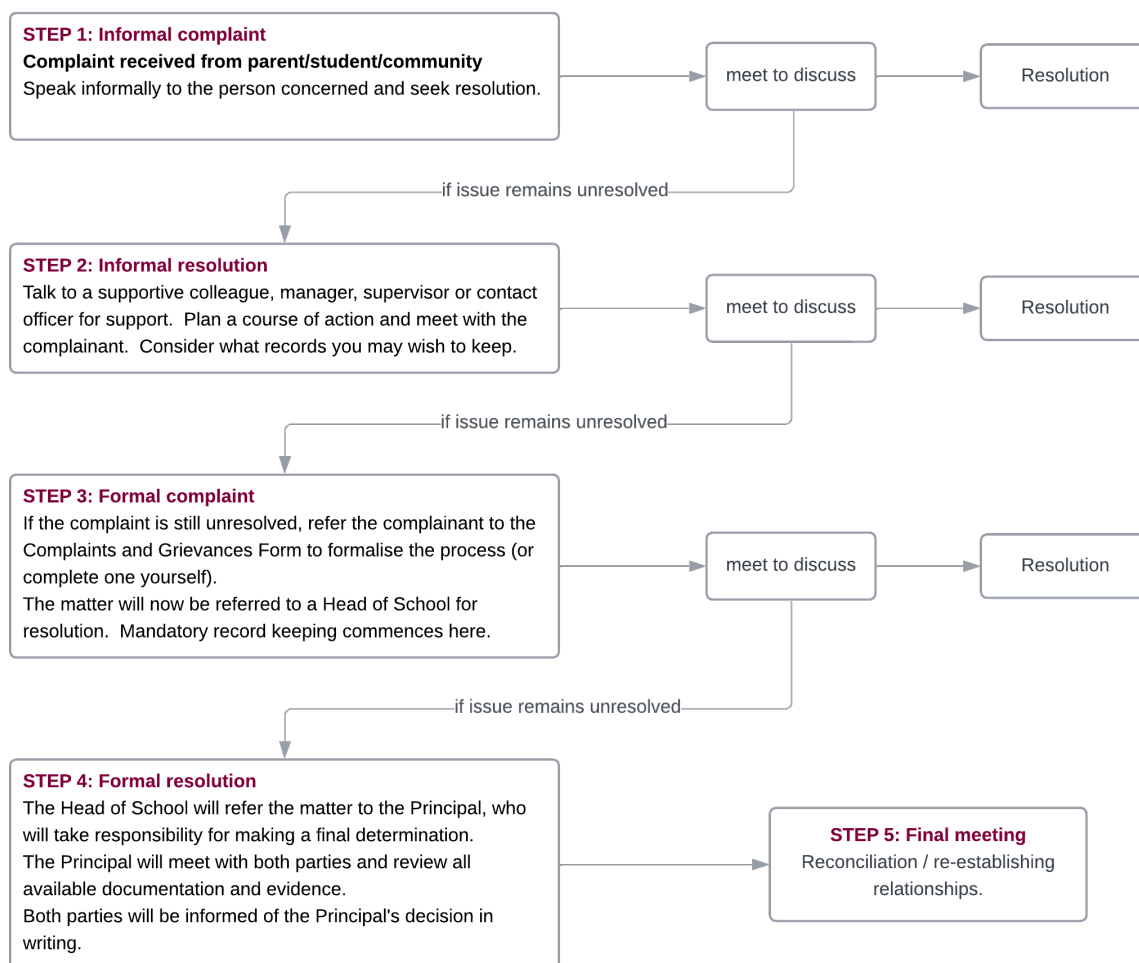 STEP 1: Informal complaint
Complaint received from parent/student/community
Speak informally to the person concerned and seek resolution.
meet to discuss
Resolution
if issue remains unresolved
STEP 2: Informal resolution
Talk to a supportive colleague, manager, supervisor or contact
officer for support.  Plan a course of action and meet with the
complainant.  Consider what records you may wish to keep.
meet to discuss
Resolution
if issue remains unresolved
STEP 3: Formal complaint
If the complaint is still unresolved, refer the complainant to the
Complaints and Grievances Form to formalise the process (or
complete one yourself).
The matter will now be referred to a Head of School for
resolution.  Mandatory record keeping commences here.
meet to discuss
Resolution
if issue remains unresolved
STEP 4: Formal resolution
The Head of School will refer the matter to the Principal, who
will take responsibility for making a final determination.
The Principal will meet with both parties and review all
available documentation and evidence.
Both parties will be informed of the Principal's decision in
writing.
STEP 5: Final meeting
Reconciliation / re-establishing
relationships.